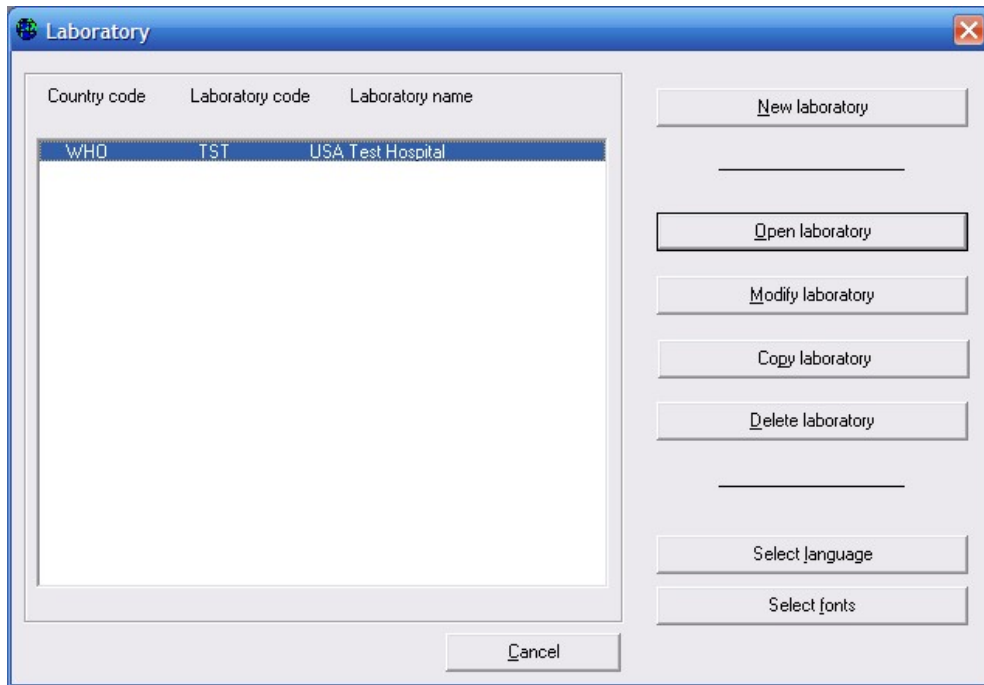 Laboratory
Country code Laboratory code Laboratory name
WHO TST USA Test Hospital
New laboratory
Open laboratory
Modify laboratory
Copy laboratory
Delete laboratory
Select language
Select fonts
Cancel